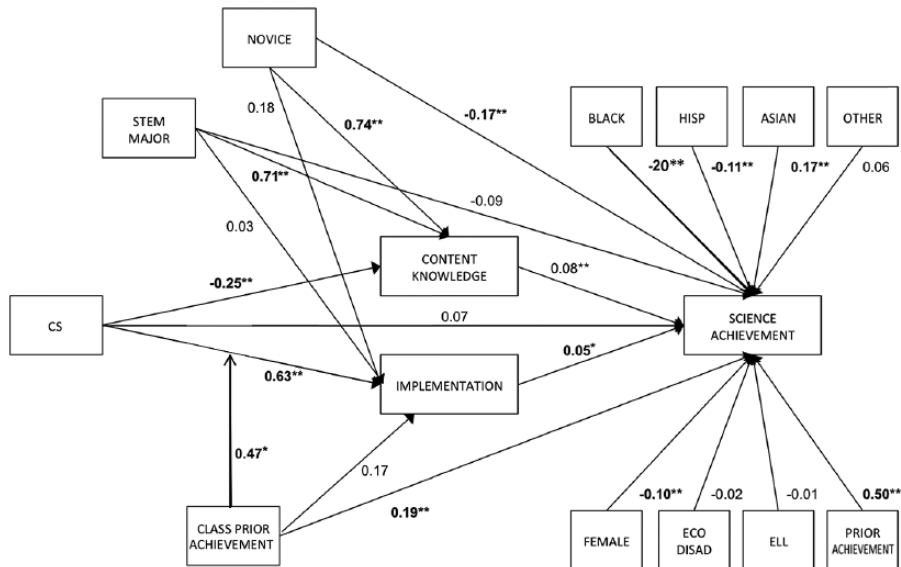 NOVICE
STEM
MAJOR
0.18
0.74**
-0.17**
BLACK
HISP
ASIAN
OTHER
-20**
-0.11**
0.17**
0.06
0.71**
0.03
-0.09
CONTENT
KNOWLEDGE
-0.25**
0.08**
CS
0.07
SCIENCE
ACHIEVEMENT
0.63**
IMPLEMENTATION
0.05*
0.47*
0.17
0.19**
-0.10**
-0.02
-0.01
0.50**
CLASS PRIOR
ACHIEVEMENT
FEMALE
ECO
DISAD
ELL
PRIOR
ACHIEVEMENT